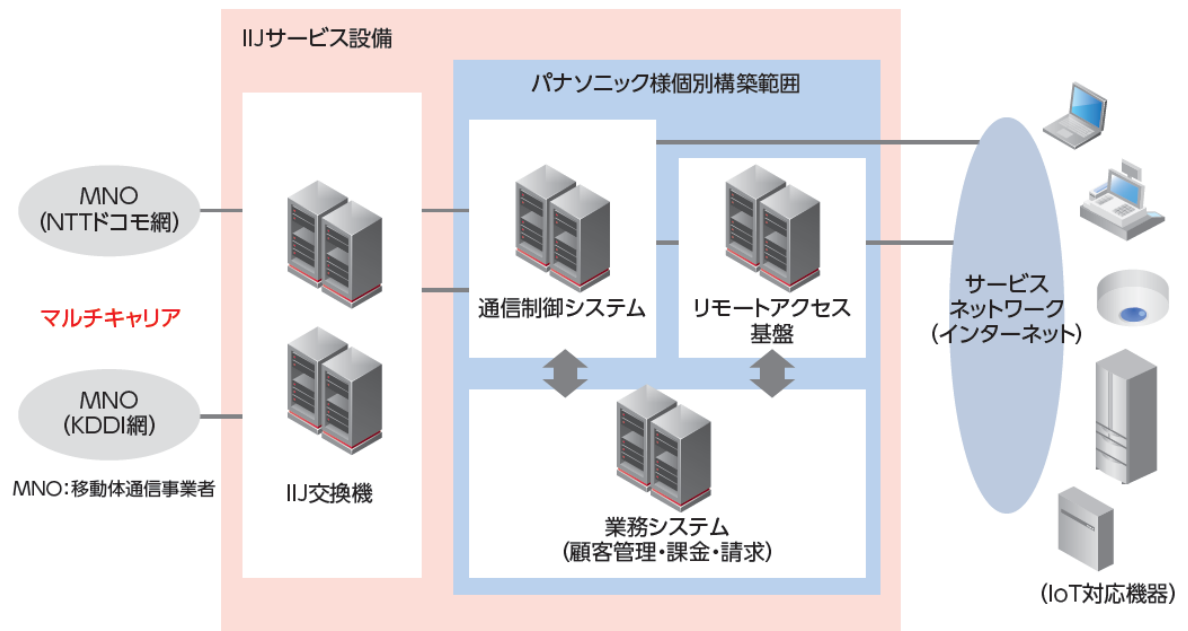 IIJサービス設備
パナソニック様個別構築範囲
MNO
(NTTドコモ網)
マルチキャリア
MNO
(KDDI網)
MNO:移動体通信事業者
IIJ交換機
通信制御システム
リモートアクセス
基盤
業務システム
(顧客管理・課金・請求)
サービス
ネットワーク
(インターネット)
(IoT対応機器)